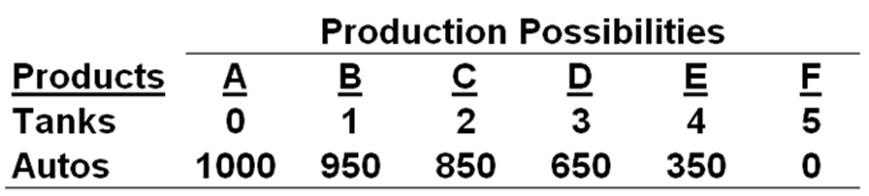 Production Possibilities
Products A B C D E F
Tanks 0 1 2 3 4 5
Autos 1000 950 850 650 350 0